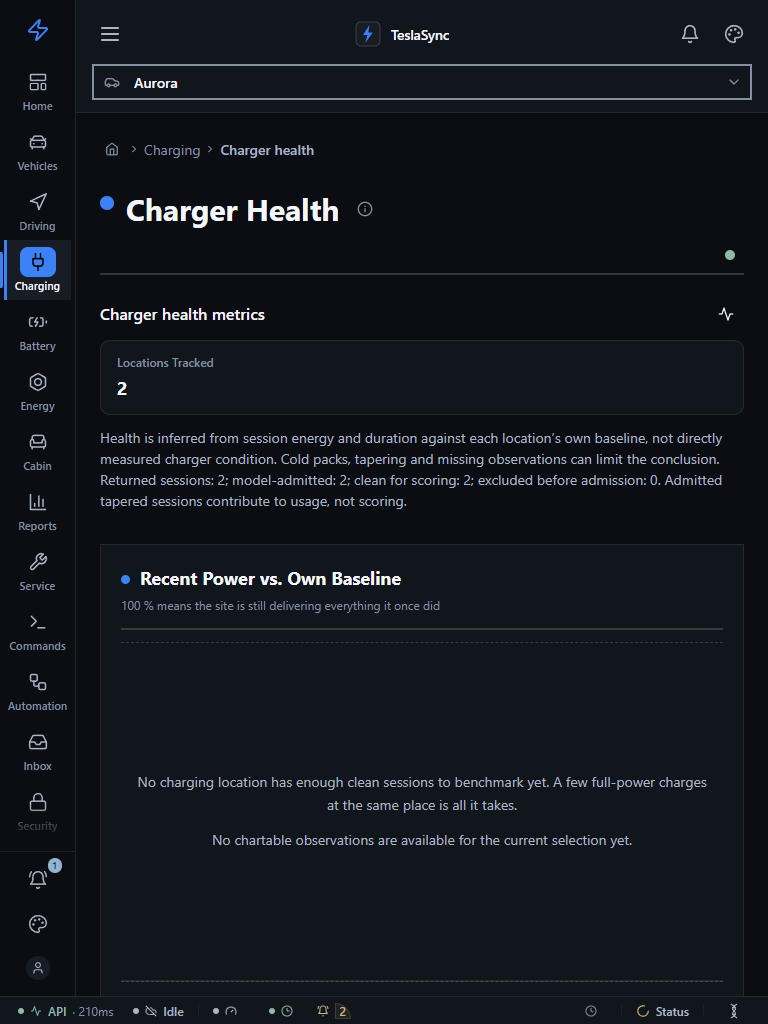 TeslaSync
Aurora
Home
Vehicles
Driving
Charging
Battery
Energy
Cabin
Reports
Service
Commands
Automation
Inbox
Security
1
Charging
Charger health
Charger Health
Charger health metrics
Locations Tracked
2
Health is inferred from session energy and duration against each location’s own baseline, not directly
measured charger condition. Cold packs, tapering and missing observations can limit the conclusion.
Returned sessions: 2; model-admitted: 2; clean for scoring: 2; excluded before admission: 0. Admitted
tapered sessions contribute to usage, not scoring.
Recent Power vs. Own Baseline
100 % means the site is still delivering everything it once did
No charging location has enough clean sessions to benchmark yet. A few full-power charges
at the same place is all it takes.
No chartable observations are available for the current selection yet.
API · 210ms
Idle
2
Status